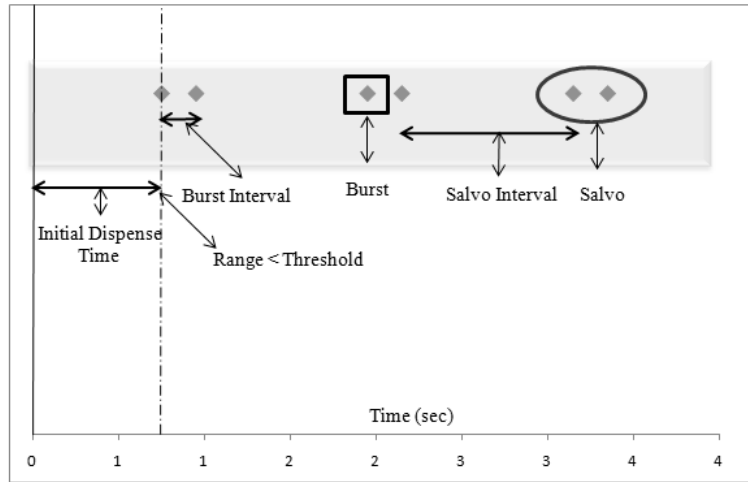 Burst Interval
Burst
Salvo Interval
Salvo
Initial Dispense
Time
Range < Threshold
Time (sec)
0 1 1 2 2 3 3 4 4